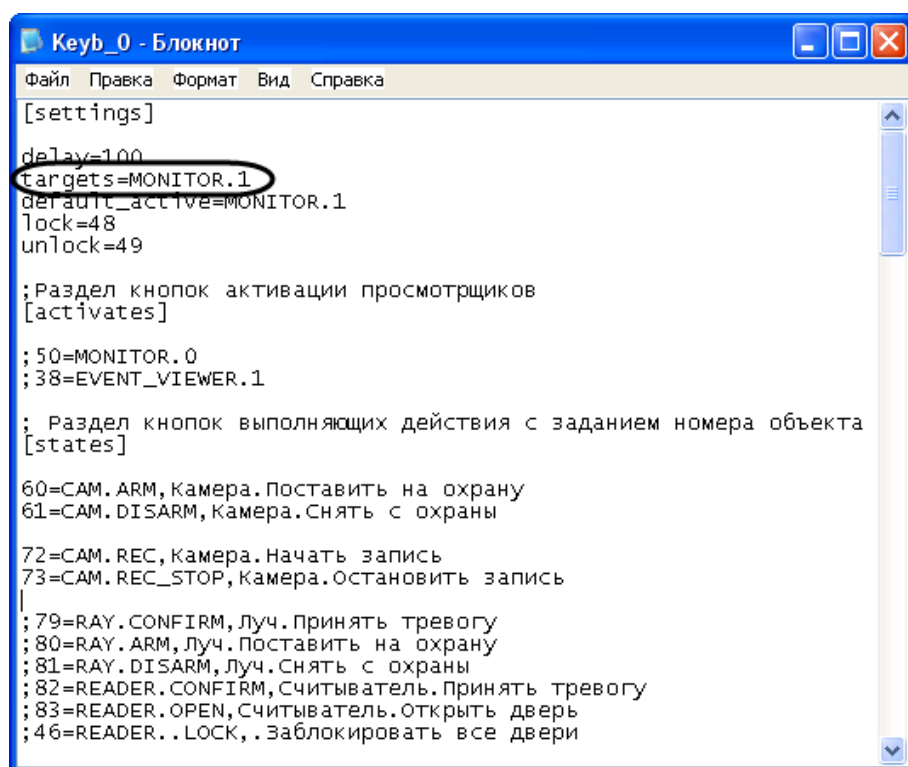 Keyb_0 - Блокнот
Файл Правка Формат Вид Справка
[settings]
delay=100
targets=MONITOR.1
default_active=MONITOR.1
lock=48
unlock=49
;Раздел кнопок активации просмотрщиков
[activates]
;50=MONITOR.0
;38=EVENT_VIEWER.1
; Раздел кнопок выполняющих действия с заданием номера объекта
[states]
60=CAM.ARM,Камера.Поставить на охрану
61=CAM.DISARM,Камера.Снять с охраны
72=CAM.REC,Камера.Начать запись
73=CAM.REC_STOP,Камера.Остановить запись
;79=RAY.CONFIRM,Луч.Принять тревогу
;80=RAY.ARM,Луч.Поставить на охрану
;81=RAY.DISARM,Луч.Снять с охраны
;82=READER.CONFIRM,Считыватель.Принять тревогу
;83=READER.OPEN,Считыватель.Открыть дверь
;46=READER..LOCK,.Заблокировать все двери